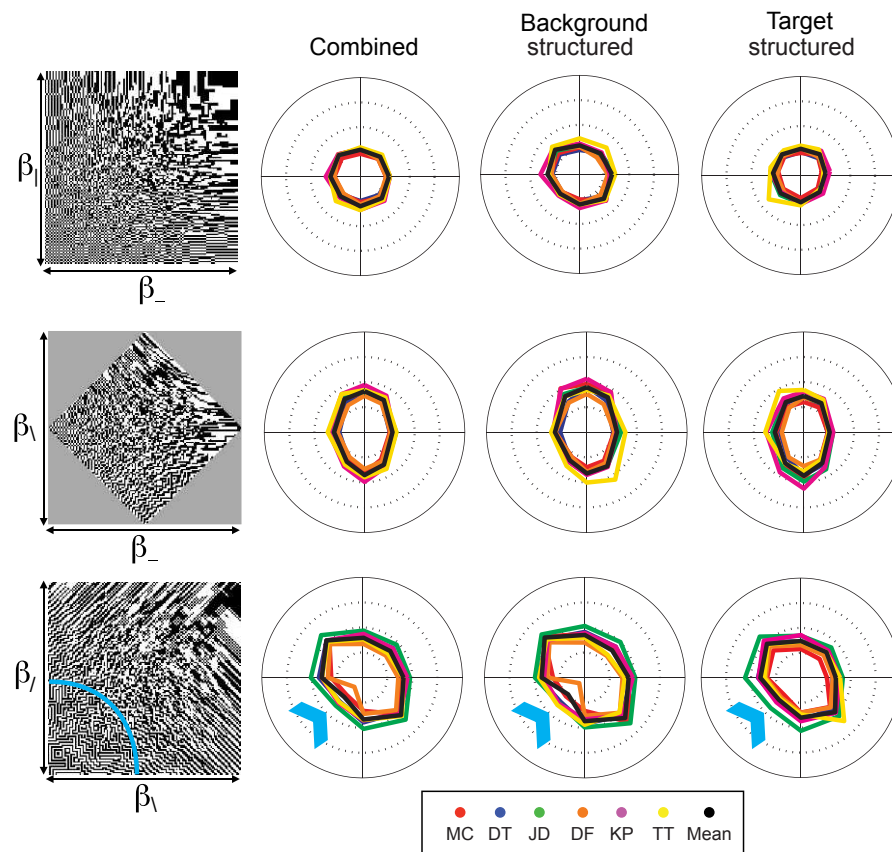 Combined
Background
structured
Target
structured
β|
β_
β\
β_
β/
β\
MC DT JD DF KP TT Mean